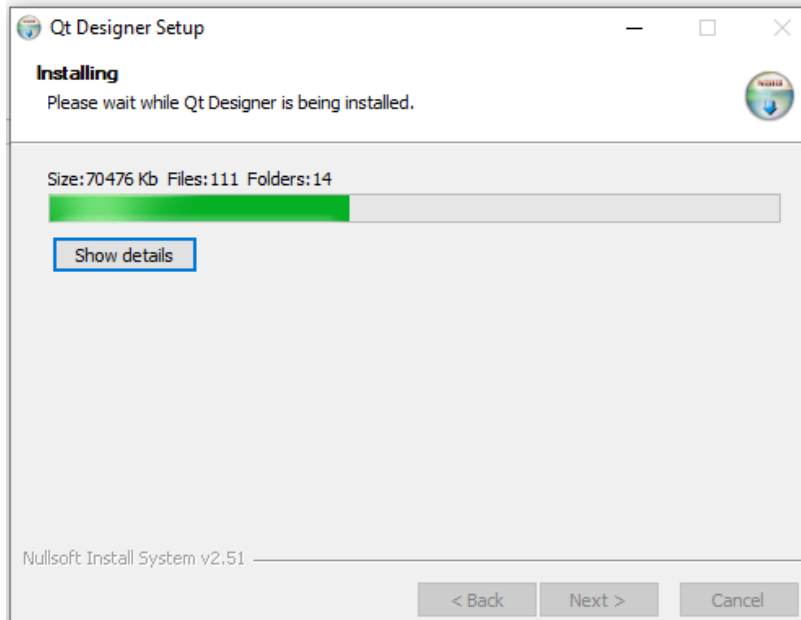 Qt Designer Setup
Installing
Please wait while Qt Designer is being installed.
Size:70476 Kb Files:111 Folders:14
Show details
Nullsoft Install System v2.51
< Back Next > Cancel